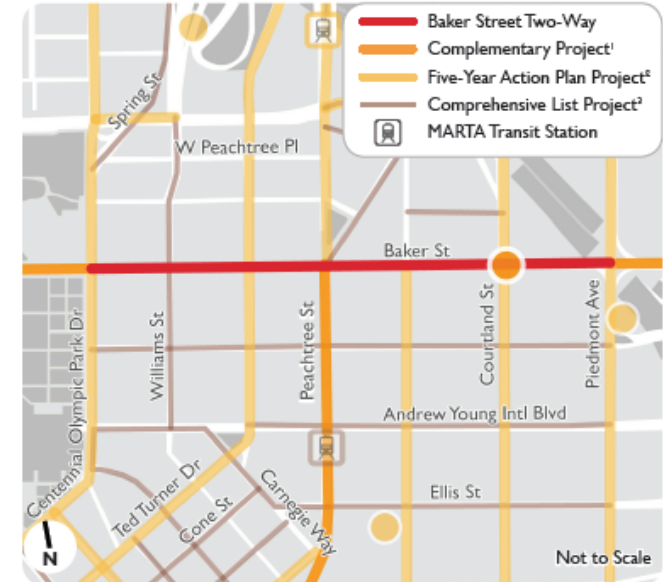 Baker Street Two-Way
Complementary Project¹
Five-Year Action Plan Project²
Comprehensive List Project²
MARTA Transit Station
Spring St
W Peachtree Pl
Baker St
Centennial Olympic Park Dr
Williams St
Peachtree St
Courtland St
Piedmont Ave
Andrew Young Intl Blvd
Ted Turner Dr
Cone St
Carnegie Way
Ellis St
N
Not to Scale